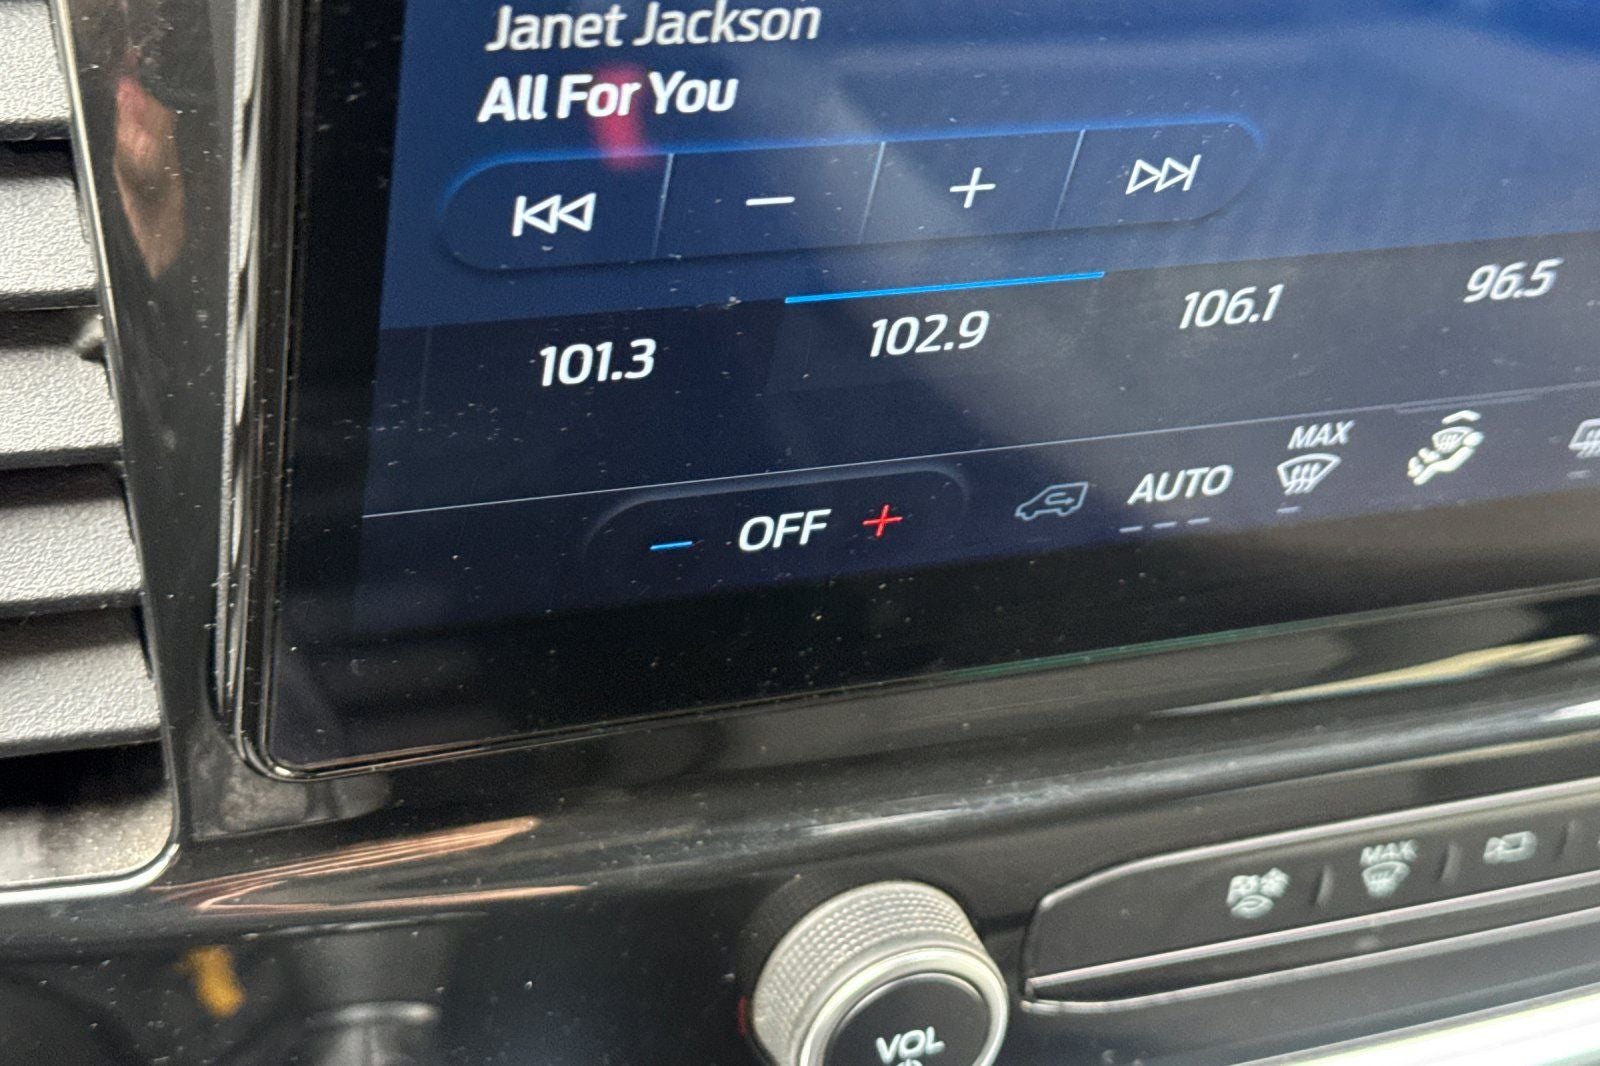 Janet Jackson
All For You
101.3 102.9 106.1 96.5
OFF AUTO MAX
MAX
VOL